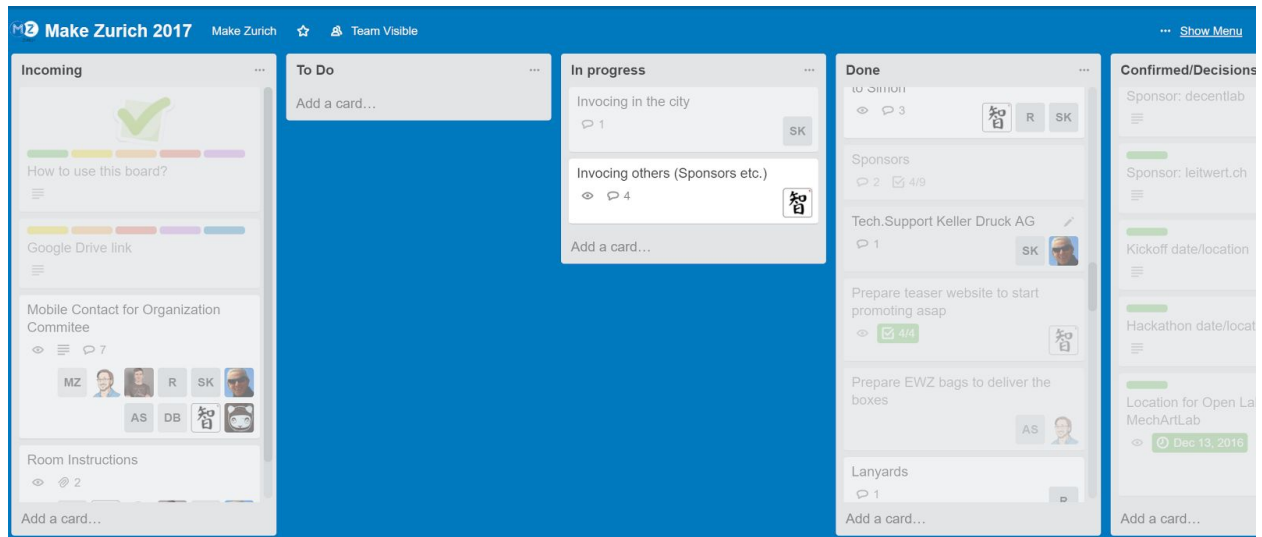 MZ Make Zurich 2017 Make Zurich Team Visible ... Show Menu
Incoming ...
How to use this board?
Google Drive link
Mobile Contact for Organization
Commitee
7
MZ R SK
AS DB 智
Room Instructions
2
Add a card...
To Do ...
Add a card...
In progress ...
Invocing in the city
1
SK
Invocing others (Sponsors etc.)
4
智
Add a card...
Done ...
to Simon
3 智 R SK
Sponsors
2 4/9
Tech.Support Keller Druck AG
1
SK
Prepare teaser website to start
promoting asap
4/4
智
Prepare EWZ bags to deliver the
boxes
AS
Lanyards
1
R
Add a card...
Confirmed/Decisions
Sponsor: decentlab
Sponsor: leitwert.ch
Kickoff date/location
Hackathon date/locat
Location for Open La
MechArtLab
Dec 13, 2016
Add a card...